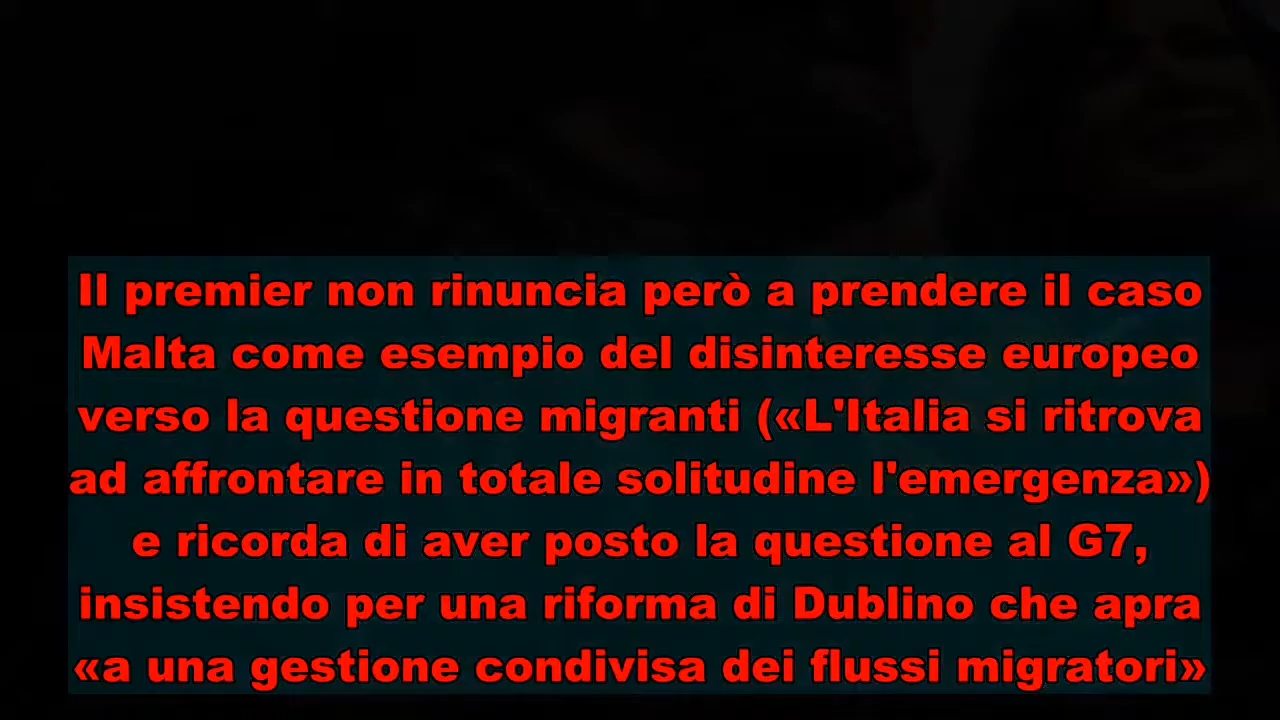 Il premier non rinuncia però a prendere il caso
Malta come esempio del disinteresse europeo
verso la questione migranti («L'Italia si ritrova
ad affrontare in totale solitudine l'emergenza»)
e ricorda di aver posto la questione al G7,
insistendo per una riforma di Dublino che apra
«a una gestione condivisa dei flussi migratori»